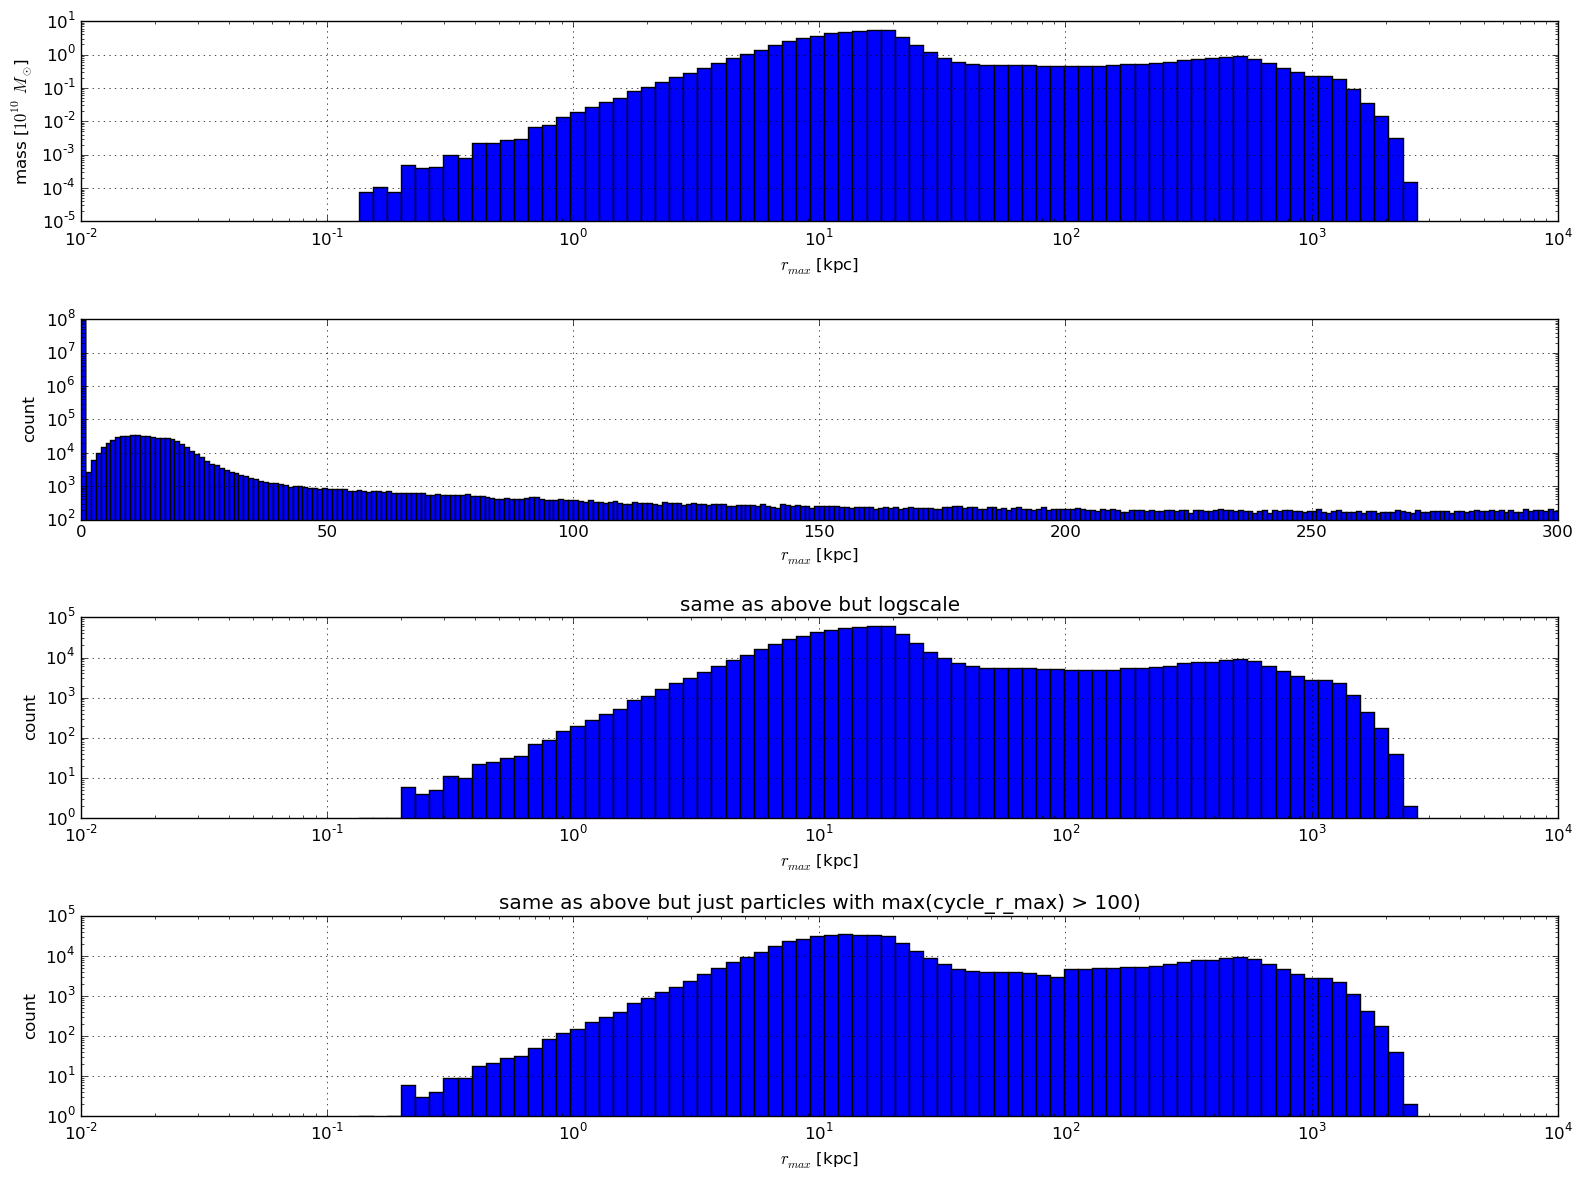 10^1
10^0
10^-1
10^-2
10^-3
10^-4
10^-5
mass [10^10 M_⊙]
10^-2 10^-1 10^0 10^1 10^2 10^3 10^4
r_max [kpc]
10^8
10^7
10^6
10^5
10^4
10^3
10^2
count
0 50 100 150 200 250 300
r_max [kpc]
same as above but logscale
10^5
10^4
10^3
10^2
10^1
10^0
count
10^-2 10^-1 10^0 10^1 10^2 10^3 10^4
r_max [kpc]
same as above but just particles with max(cycle_r_max) > 100)
10^5
10^4
10^3
10^2
10^1
10^0
count
10^-2 10^-1 10^0 10^1 10^2 10^3 10^4
r_max [kpc]